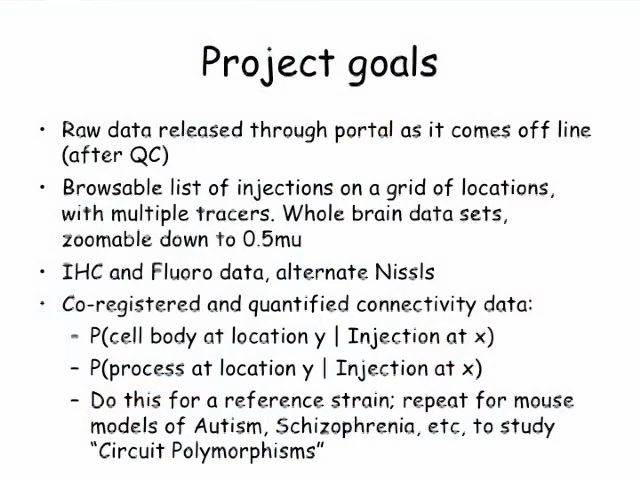 Project goals
• Raw data released through portal as it comes off line
(after QC)
• Browsable list of injections on a grid of locations,
with multiple tracers. Whole brain data sets,
zoomable down to 0.5mu
• IHC and Fluoro data, alternate Nissls
• Co-registered and quantified connectivity data:
– P(cell body at location y | Injection at x)
– P(process at location y | Injection at x)
– Do this for a reference strain; repeat for mouse
models of Autism, Schizophrenia, etc, to study
“Circuit Polymorphisms”